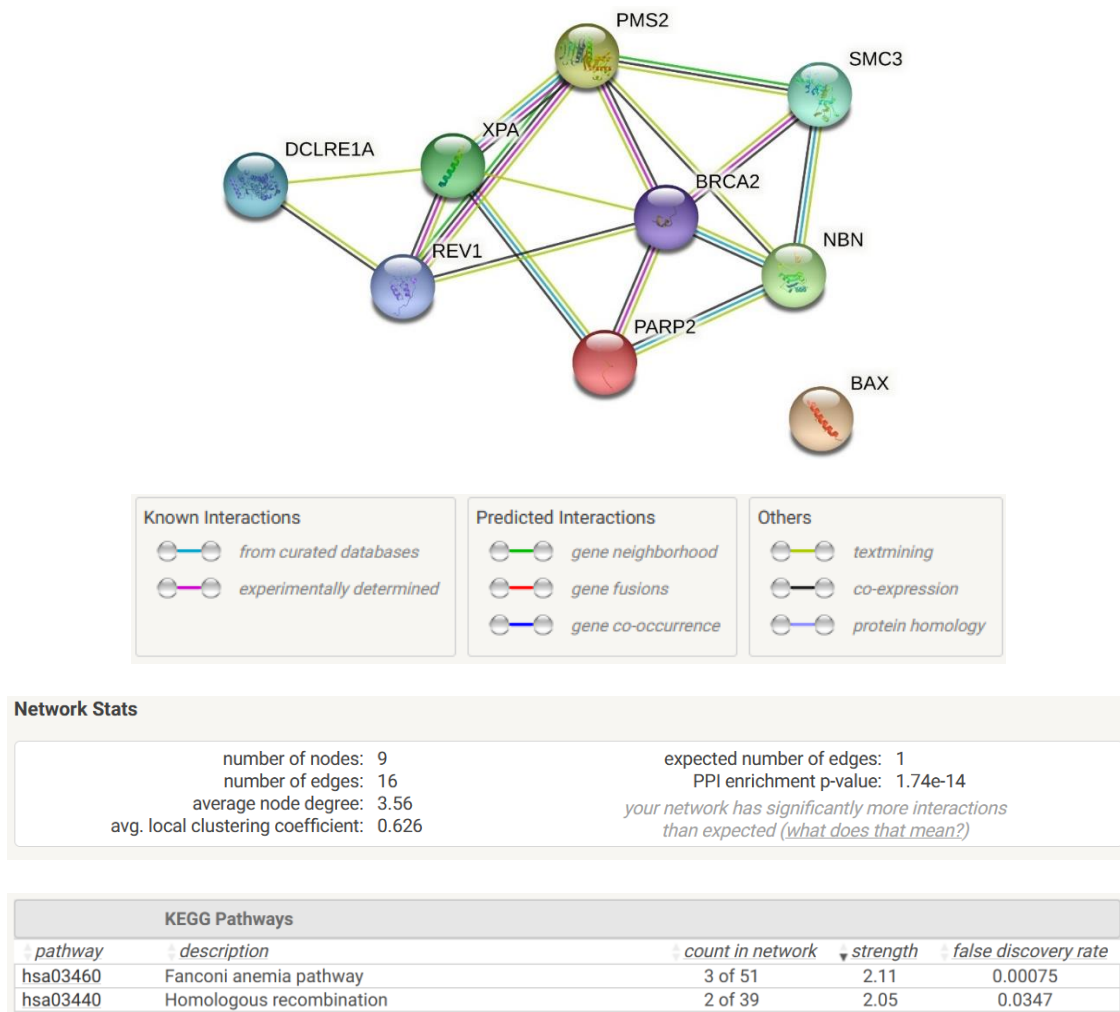 PMS2
SMC3
XPA
DCLRE1A
BRCA2
NBN
REV1
PARP2
BAX
Known Interactions
from curated databases
experimentally determined
Predicted Interactions
gene neighborhood
gene fusions
gene co-occurrence
Others
textmining
co-expression
protein homology
Network Stats
number of nodes: 9
number of edges: 16
average node degree: 3.56
avg. local clustering coefficient: 0.626
expected number of edges: 1
PPI enrichment p-value: 1.74e-14
your network has significantly more interactions
than expected (what does that mean?)
KEGG Pathways
pathway description count in network strength false discovery rate
hsa03460 Fanconi anemia pathway 3 of 51 2.11 0.00075
hsa03440 Homologous recombination 2 of 39 2.05 0.0347